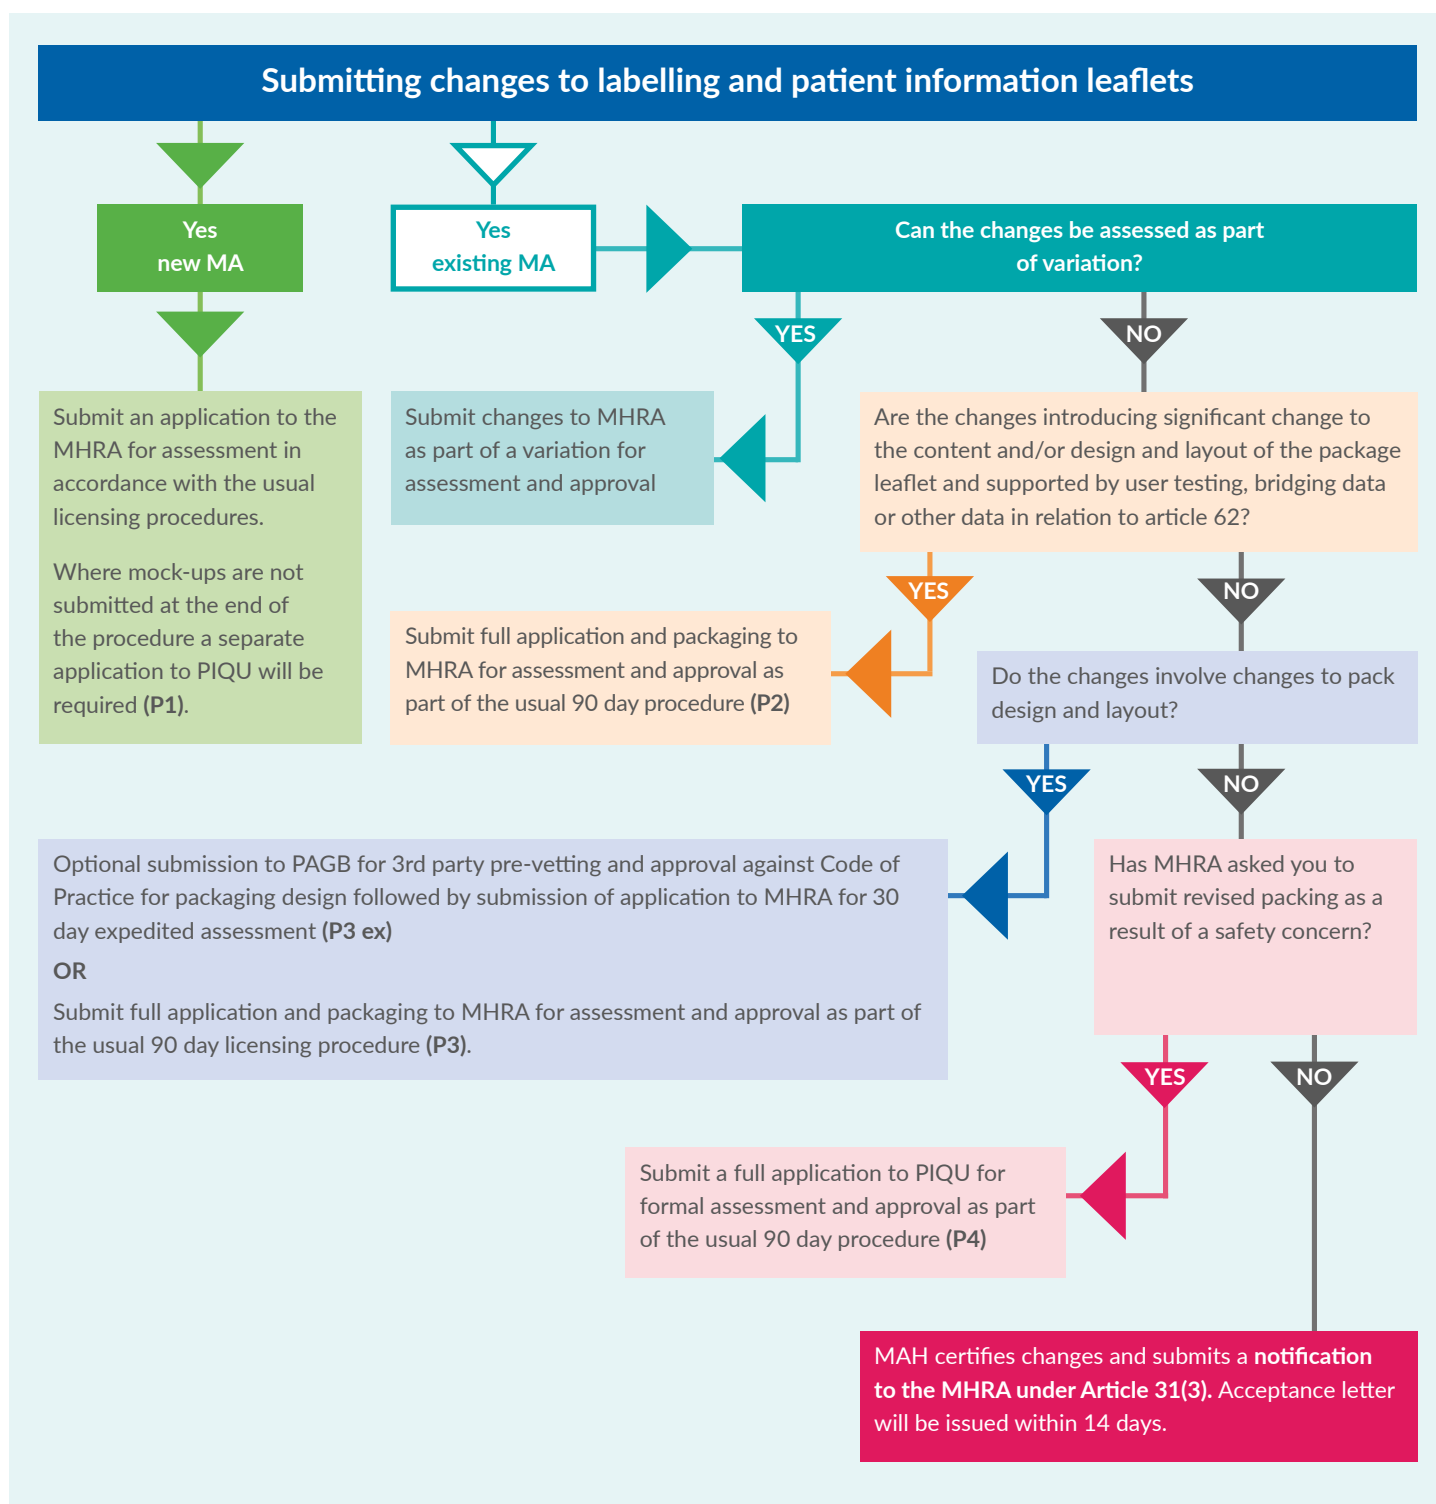 Submitting changes to labelling and patient information leaflets
Yes
new MA
Yes
existing MA
Can the changes be assessed as part
of variation?
YES
NO
Submit an application to the
MHRA for assessment in
accordance with the usual
licensing procedures.
Where mock-ups are not
submitted at the end of
the procedure a separate
application to PIQU will be
required (P1).
Submit changes to MHRA
as part of a variation for
assessment and approval
Are the changes introducing significant change to
the content and/or design and layout of the package
leaflet and supported by user testing, bridging data
or other data in relation to article 62?
YES
NO
Submit full application and packaging to
MHRA for assessment and approval as
part of the usual 90 day procedure (P2)
Do the changes involve changes to pack
design and layout?
YES
NO
Optional submission to PAGB for 3rd party pre-vetting and approval against Code of
Practice for packaging design followed by submission of application to MHRA for 30
day expedited assessment (P3 ex)
OR
Submit full application and packaging to MHRA for assessment and approval as part of
the usual 90 day licensing procedure (P3).
Has MHRA asked you to
submit revised packing as a
result of a safety concern?
YES
NO
Submit a full application to PIQU for
formal assessment and approval as part
of the usual 90 day procedure (P4)
MAH certifies changes and submits a notification
to the MHRA under Article 31(3). Acceptance letter
will be issued within 14 days.